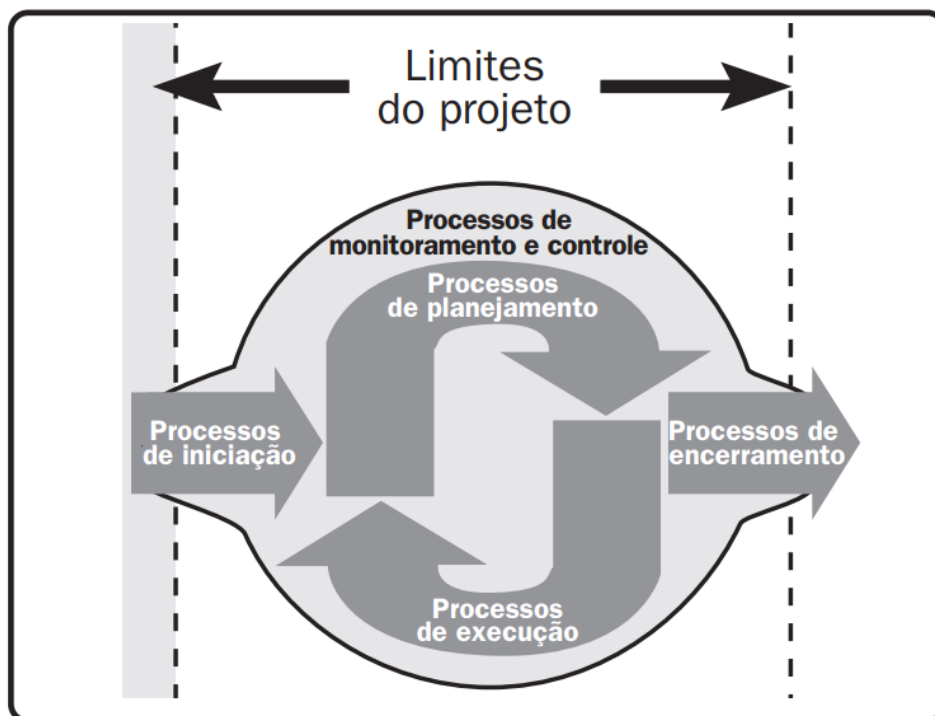 Limites
do projeto
Processos de
monitoramento e controle
Processos
de planejamento
Processos
de iniciação
Processos de
encerramento
Processos
de execução